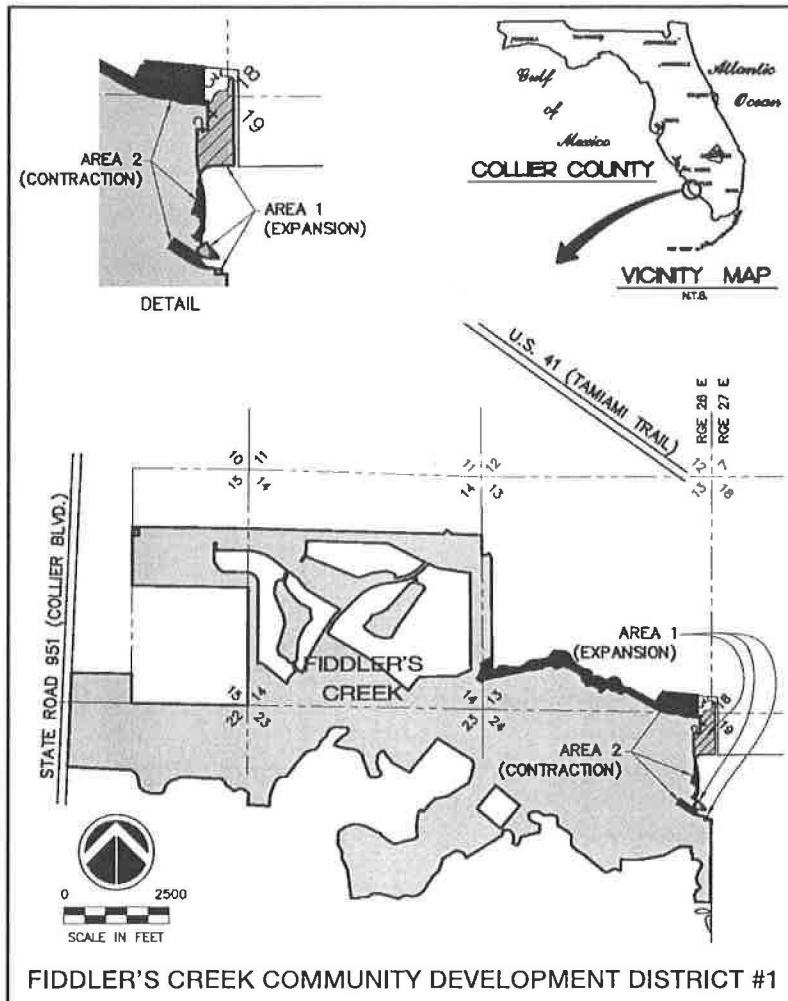 18
19
AREA 2
(CONTRACTION)
AREA 1
(EXPANSION)
DETAIL
Gulf
of
Mexico
Atlantic
Ocean
COLLIER COUNTY
VICINITY MAP
N.T.S.
U.S. 41 (TAMIAMI TRAIL)
RGE 26 E
RGE 27 E
10 11
15 14
11 12
14 13
12 7
13 18
STATE ROAD 951 (COLLIER BLVD.)
AREA 1
(EXPANSION)
FIDDLER'S
CREEK
15 14
22 23
14 13
23 24
18
19
AREA 2
(CONTRACTION)
0 2500
SCALE IN FEET
FIDDLER'S CREEK COMMUNITY DEVELOPMENT DISTRICT #1